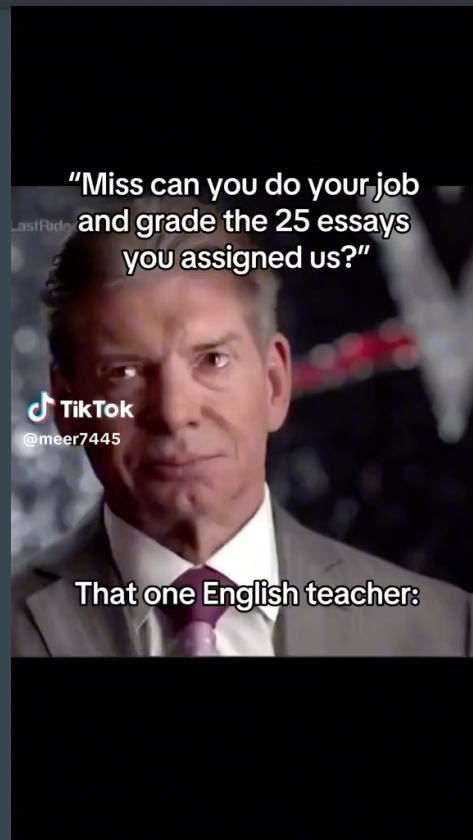 “Miss can you do your job
and grade the 25 essays
you assigned us?”
LastRide
TikTok
@meer7445
That one English teacher: